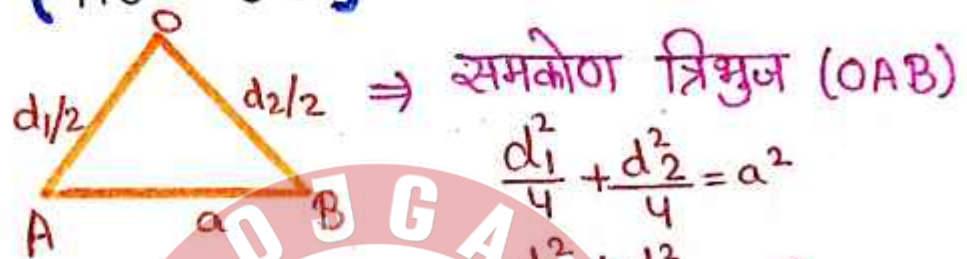 O
d₁/2 d₂/2 ⇒ समकोण त्रिभुज (OAB)
d₁²/4 + d₂²/4 = a²
A a B
O J G A